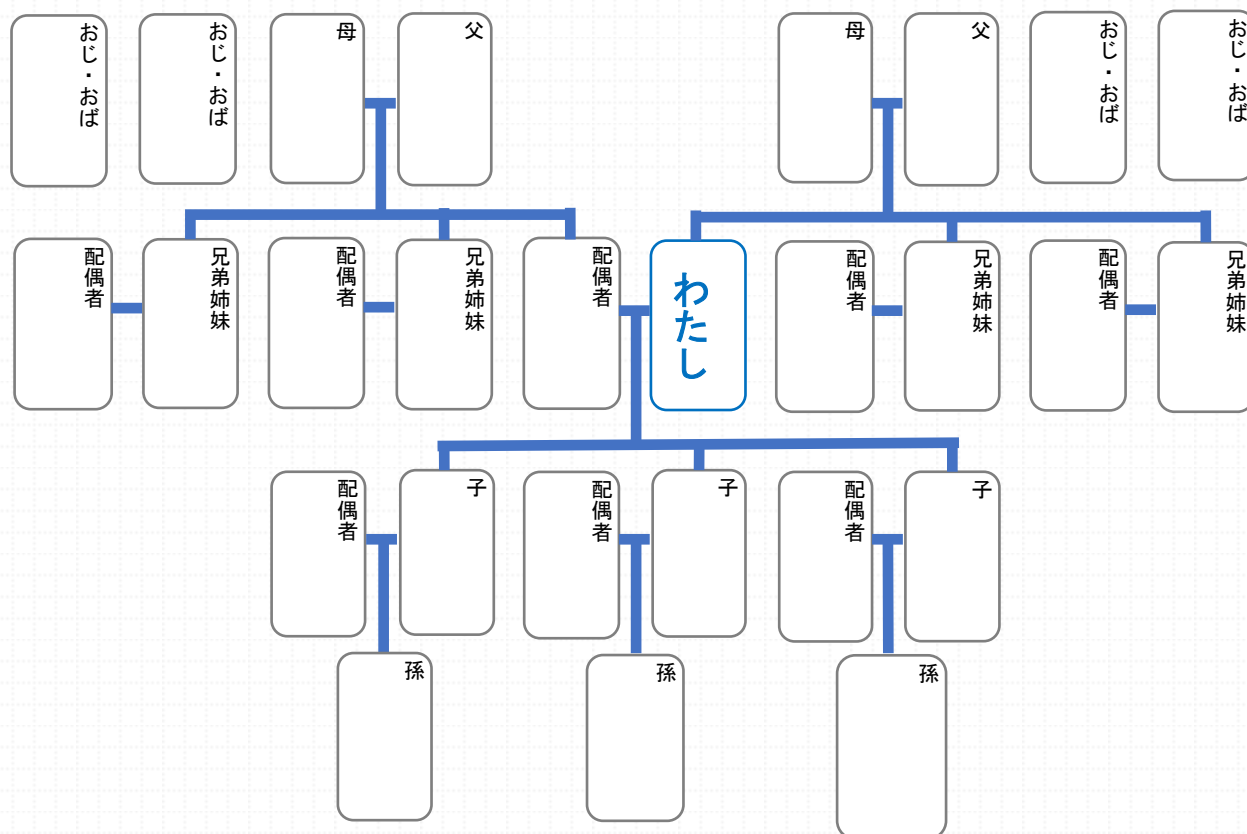 おじ・おば
おじ・おば
母
父
母
父
おじ・おば
おじ・おば
配偶者
兄弟姉妹
配偶者
兄弟姉妹
配偶者
わたし
配偶者
兄弟姉妹
配偶者
兄弟姉妹
配偶者
子
配偶者
子
配偶者
子
孫
孫
孫